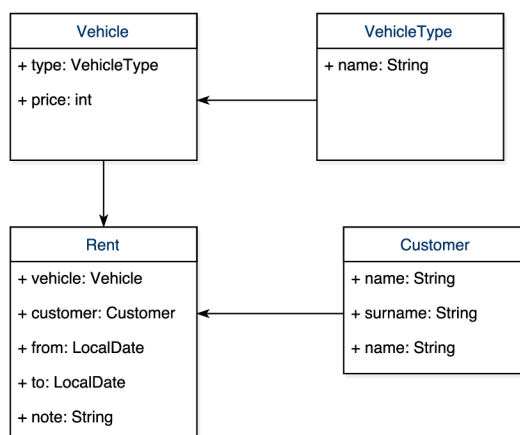 Vehicle
+ type: VehicleType
+ price: int
VehicleType
+ name: String
Rent
+ vehicle: Vehicle
+ customer: Customer
+ from: LocalDate
+ to: LocalDate
+ note: String
Customer
+ name: String
+ surname: String
+ name: String